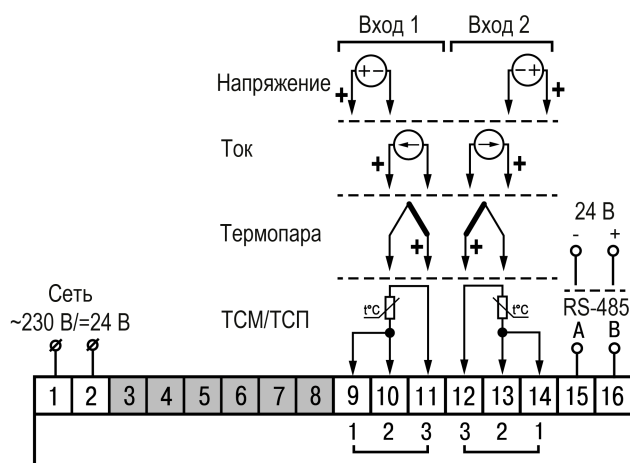 Вход 1 Вход 2
Напряжение + + - - + +
Ток + +
Термопара + +
24 В
- +
ТСМ/ТСП t°C t°C
RS-485
A B
Сеть
~230 В/=24 В
1 2 3 4 5 6 7 8 9 10 11 12 13 14 15 16
1 2 3 3 2 1